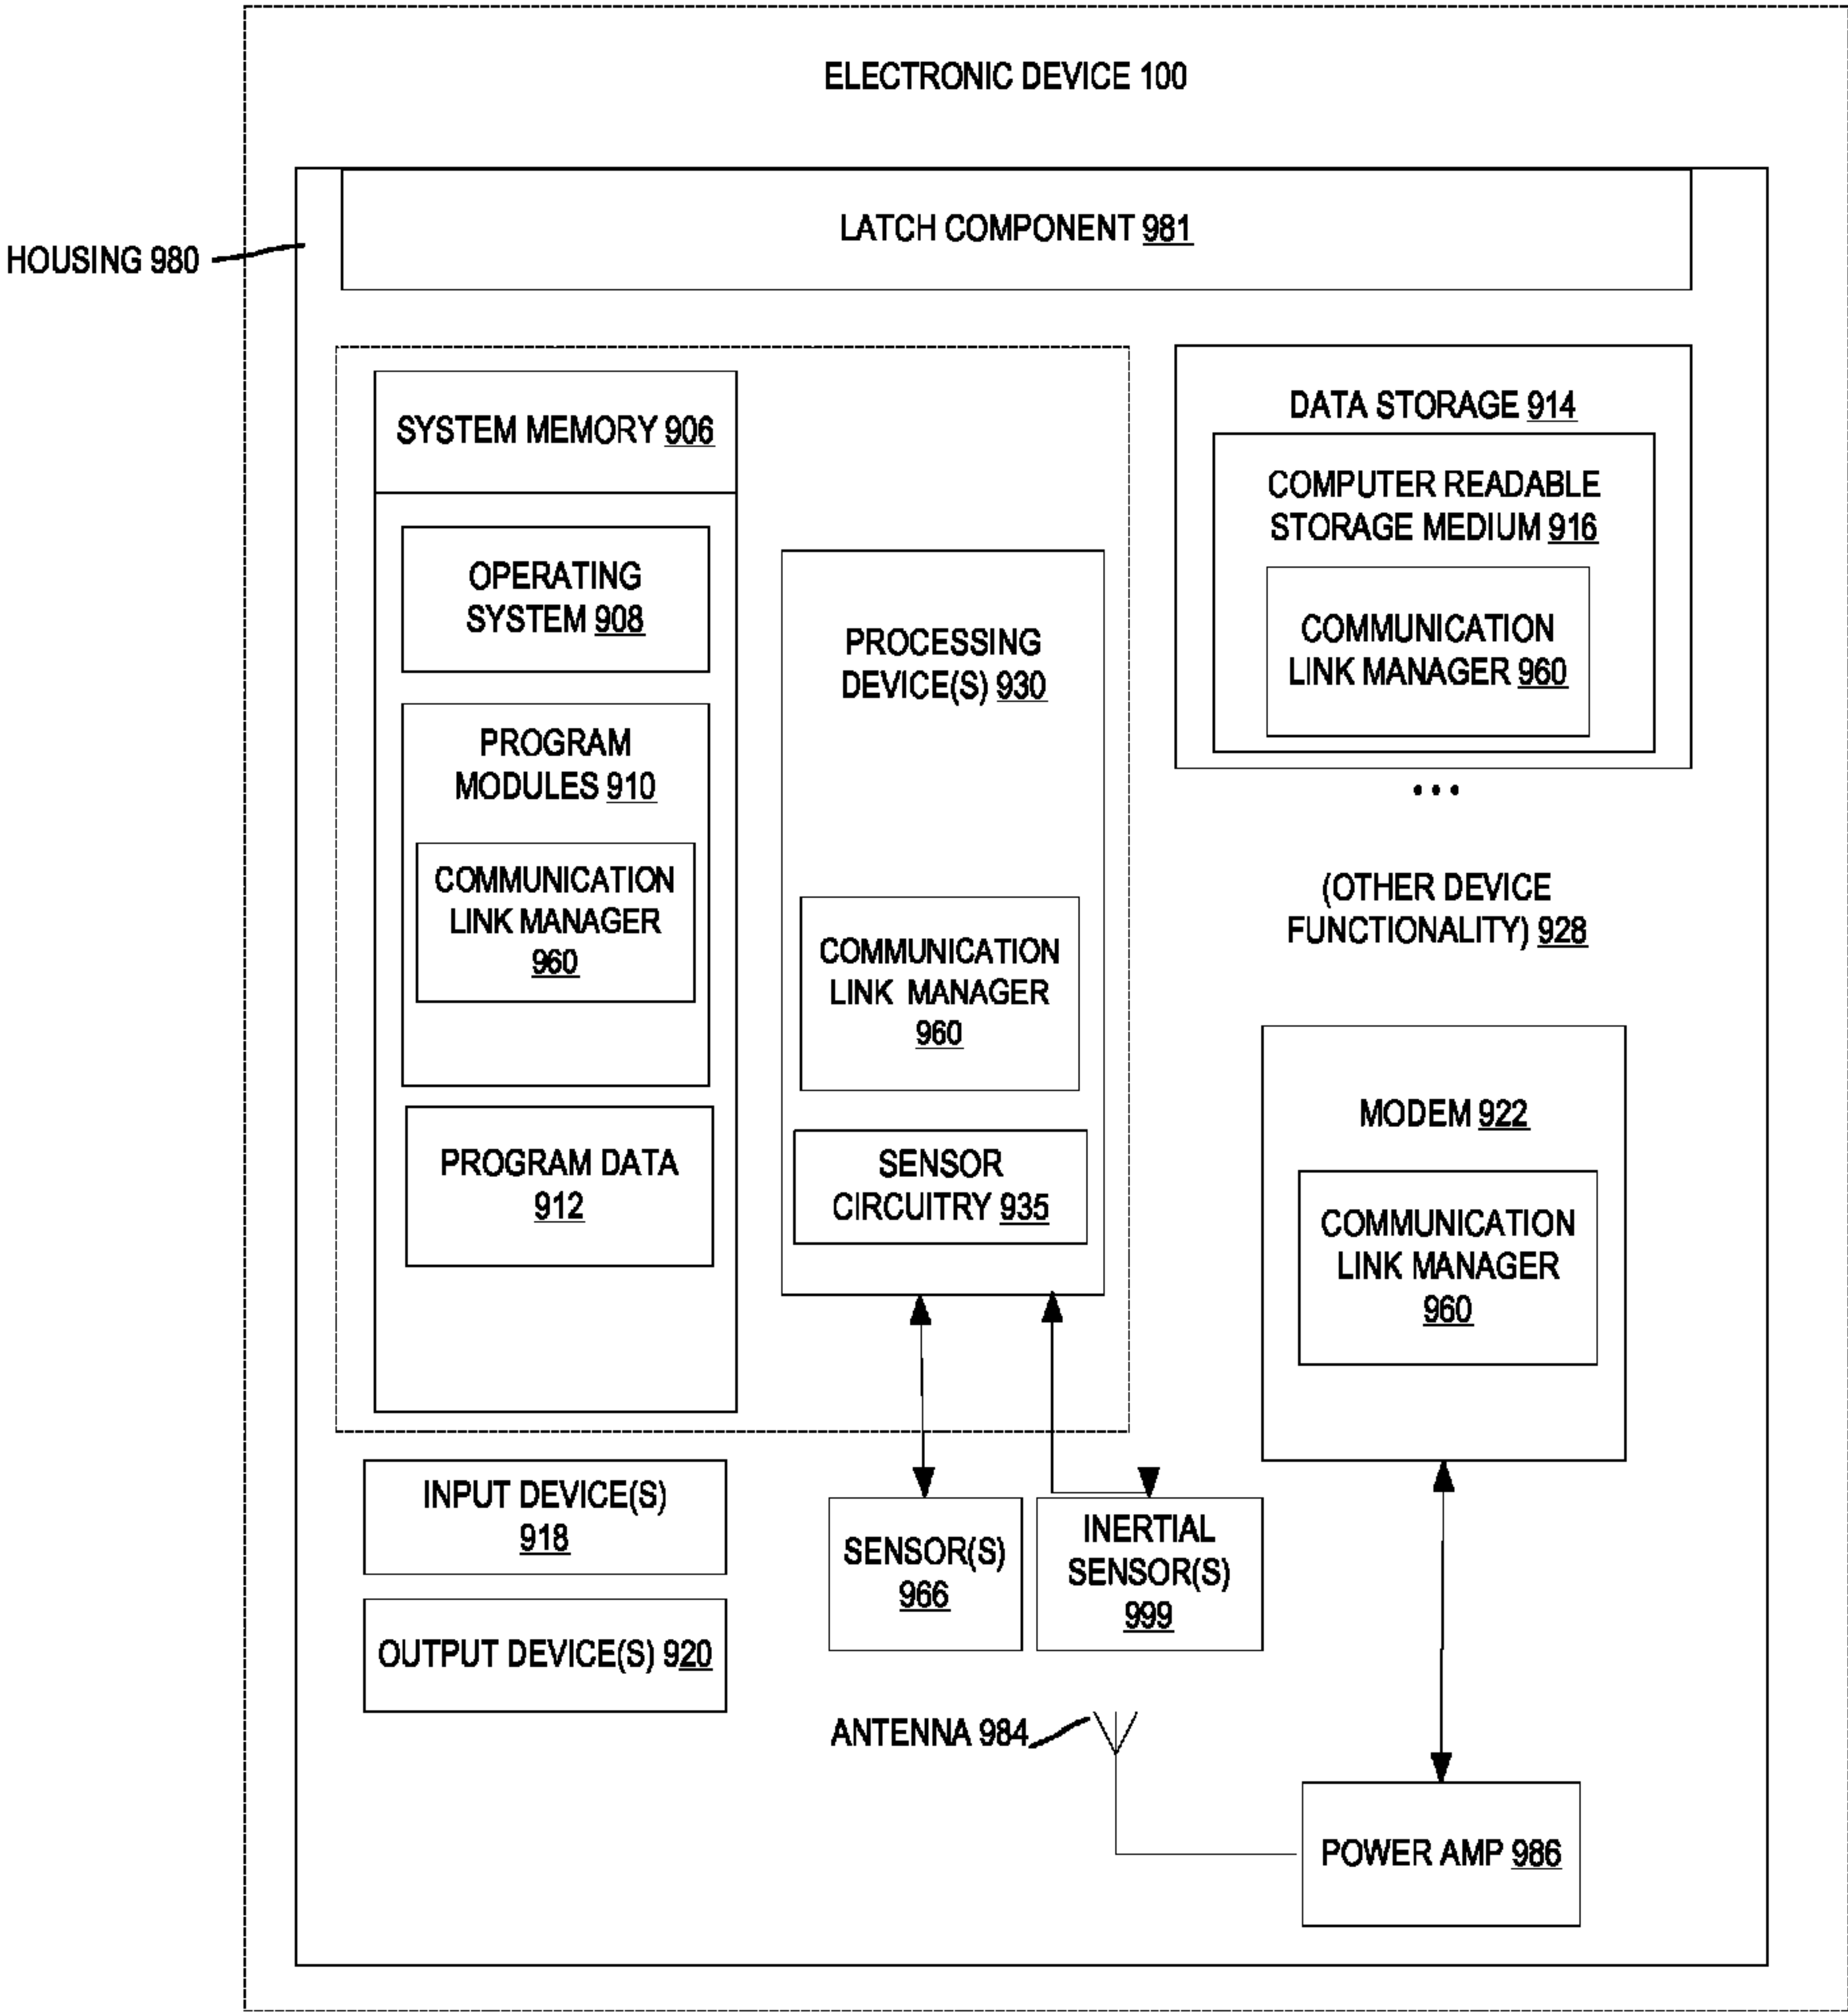 ELECTRONIC DEVICE 100
LATCH COMPONENT 981
HOUSING 980
SYSTEM MEMORY 906
OPERATING
SYSTEM 908
PROGRAM
MODULES 910
COMMUNICATION
LINK MANAGER
960
PROGRAM DATA
912
PROCESSING
DEVICE(S) 930
COMMUNICATION
LINK MANAGER
960
SENSOR
CIRCUITRY 935
DATA STORAGE 914
COMPUTER READABLE
STORAGE MEDIUM 916
COMMUNICATION
LINK MANAGER 960
•••
(OTHER DEVICE
FUNCTIONALITY) 928
MODEM 922
COMMUNICATION
LINK MANAGER
960
INPUT DEVICE(S)
918
OUTPUT DEVICE(S) 920
SENSOR(S)
966
INERTIAL
SENSOR(S)
999
ANTENNA 984
POWER AMP 986